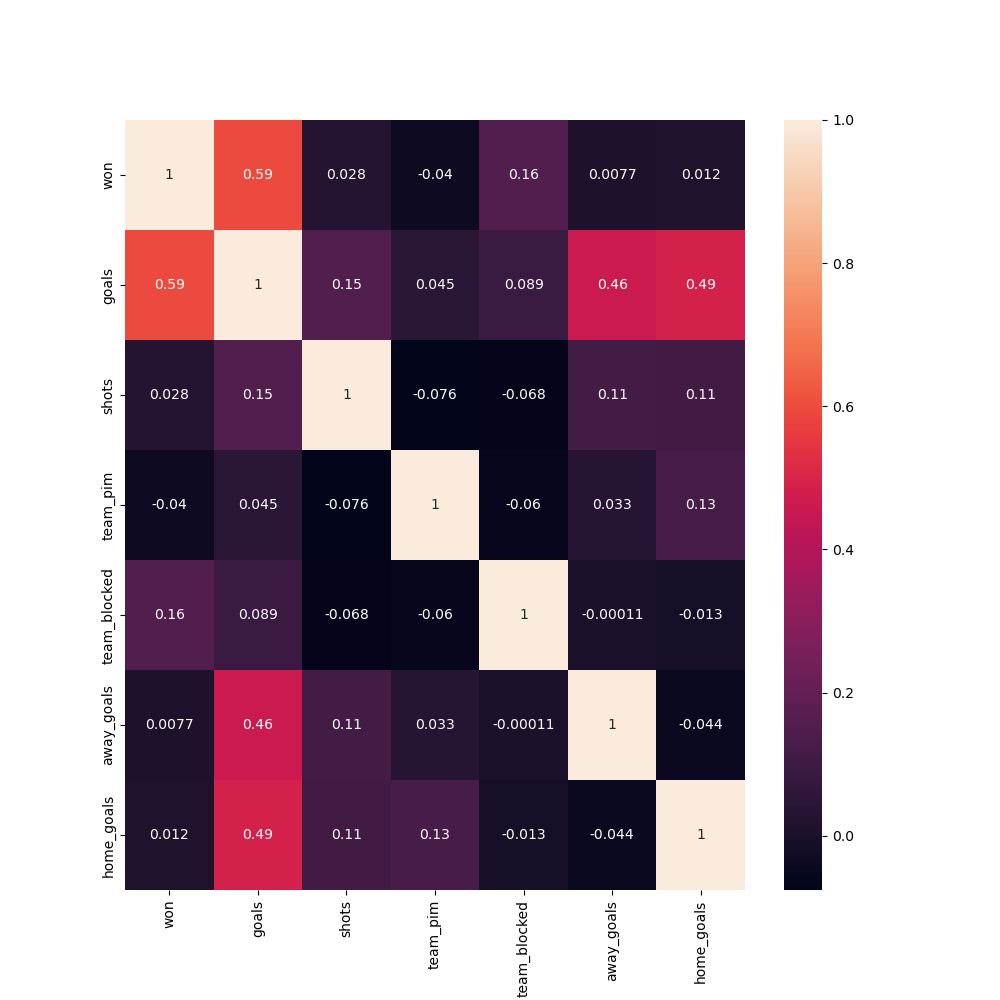 won 1 0.59 0.028 -0.04 0.16 0.0077 0.012
goals 0.59 1 0.15 0.045 0.089 0.46 0.49
shots 0.028 0.15 1 -0.076 -0.068 0.11 0.11
team_pim -0.04 0.045 -0.076 1 -0.06 0.033 0.13
team_blocked 0.16 0.089 -0.068 -0.06 1 -0.00011 -0.013
away_goals 0.0077 0.46 0.11 0.033 -0.00011 1 -0.044
home_goals 0.012 0.49 0.11 0.13 -0.013 -0.044 1
won goals shots team_pim team_blocked away_goals home_goals
1.0
0.8
0.6
0.4
0.2
0.0